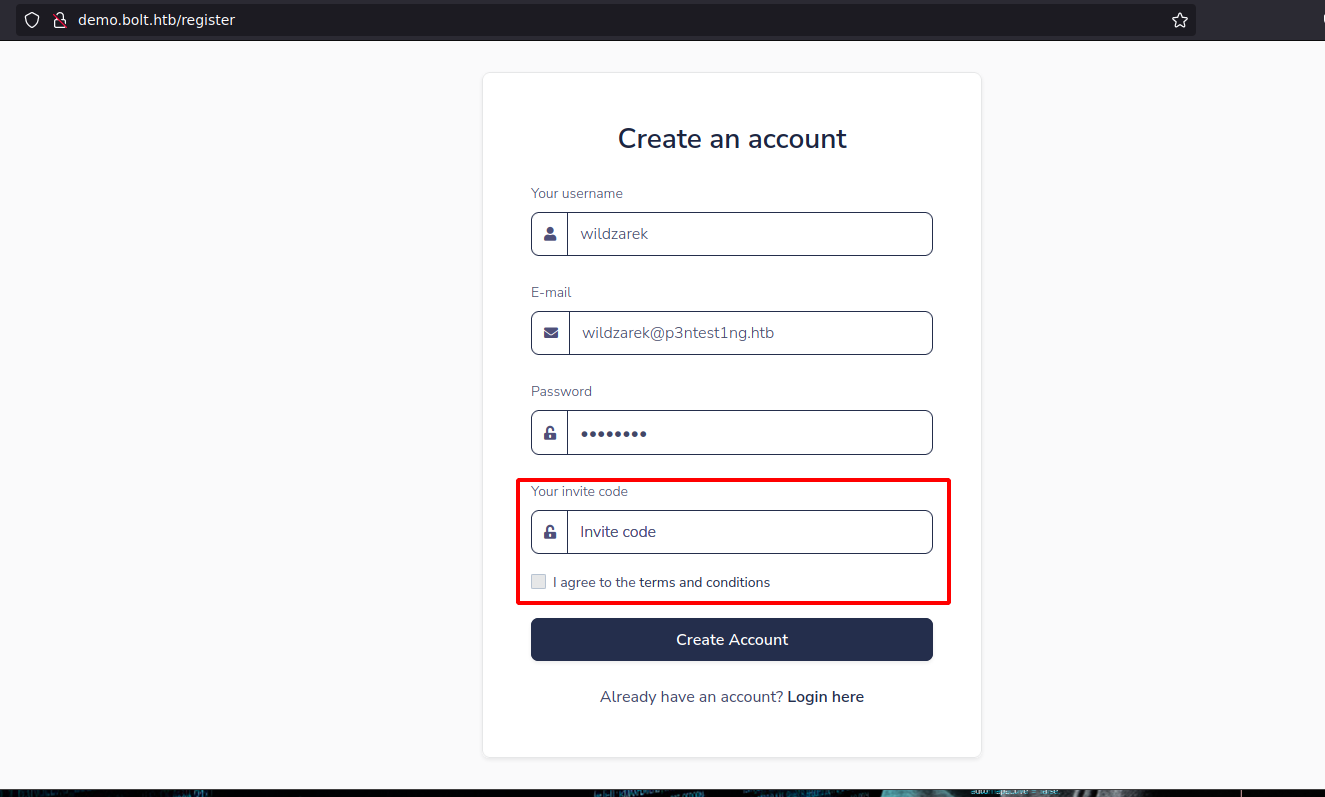 demo.bolt.htb/register
Create an account
Your username
wildzarek
E-mail
wildzarek@p3ntest1ng.htb
Password
••••••••
Your invite code
Invite code
I agree to the terms and conditions
Create Account
Already have an account? Login here